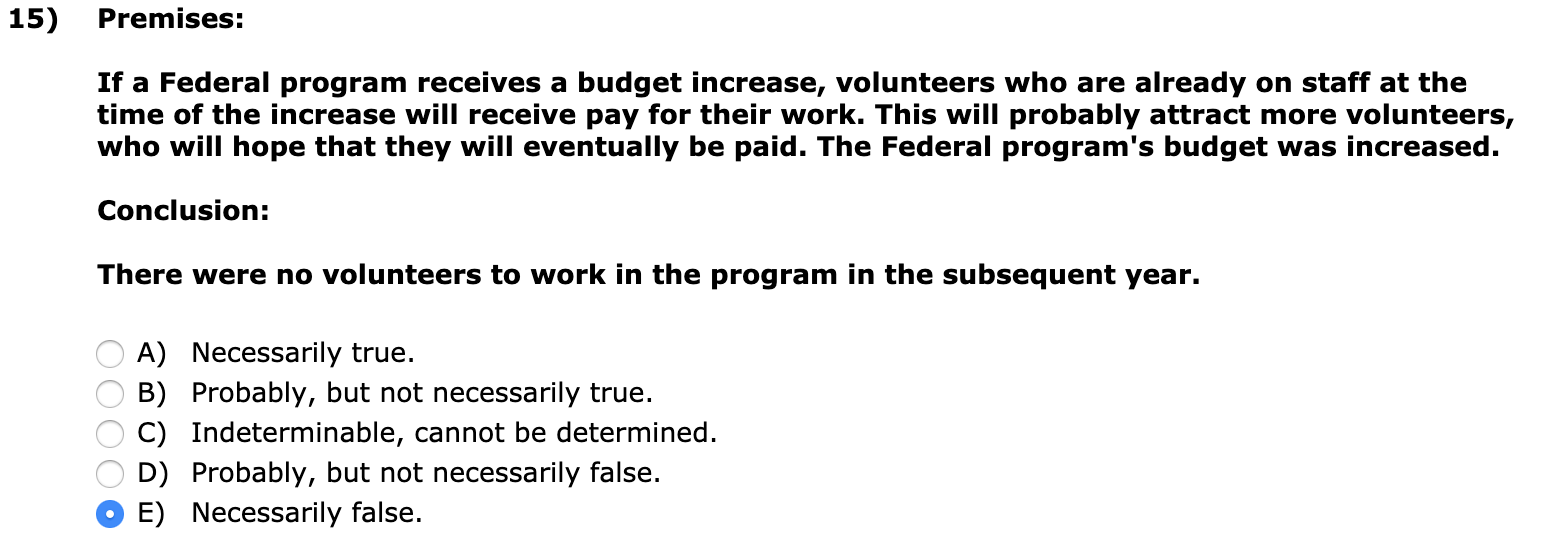 15) Premises:
If a Federal program receives a budget increase, volunteers who are already on staff at the
time of the increase will receive pay for their work. This will probably attract more volunteers,
who will hope that they will eventually be paid. The Federal program's budget was increased.
Conclusion:
There were no volunteers to work in the program in the subsequent year.
A) Necessarily true.
B) Probably, but not necessarily true.
C) Indeterminable, cannot be determined.
D) Probably, but not necessarily false.
E) Necessarily false.